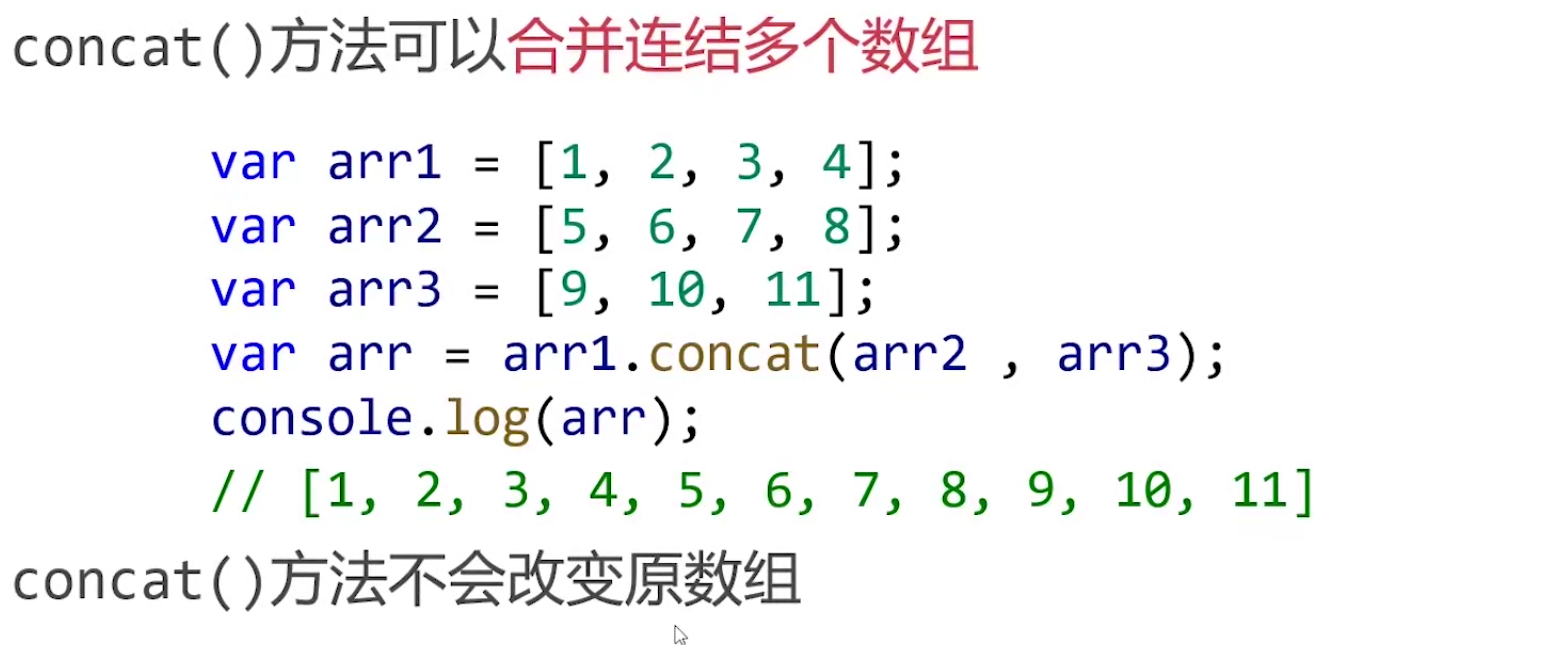 concat()方法可以合并连结多个数组
var arr1 = [1, 2, 3, 4];
var arr2 = [5, 6, 7, 8];
var arr3 = [9, 10, 11];
var arr = arr1.concat(arr2 , arr3);
console.log(arr);
// [1, 2, 3, 4, 5, 6, 7, 8, 9, 10, 11]
concat()方法不会改变原数组